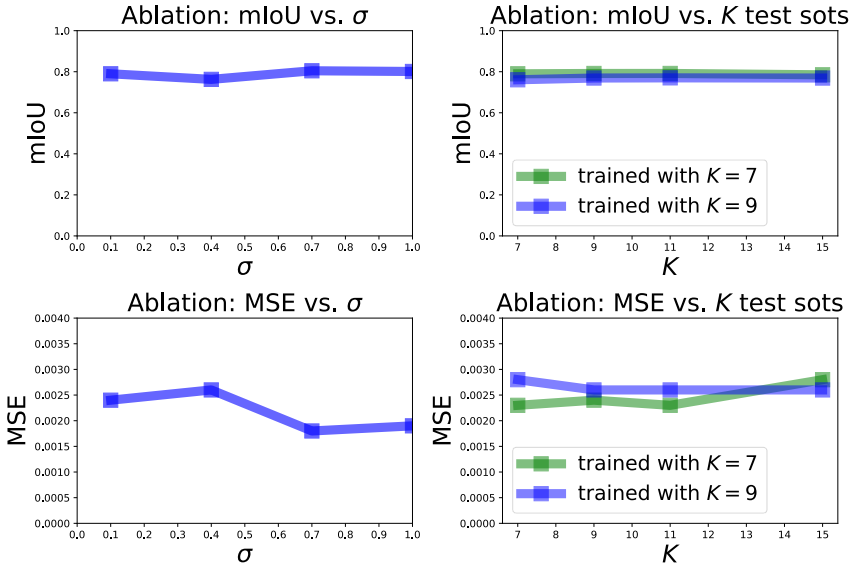 Ablation: mIoU vs. σ
1.0
0.8
0.6
0.4
0.2
0.0
mIoU
0.0 0.1 0.2 0.3 0.4 0.5 0.6 0.7 0.8 0.9 1.0
σ
Ablation: mIoU vs. K test sots
1.0
0.8
0.6
0.4
0.2
0.0
mIoU
trained with K = 7
trained with K = 9
7 8 9 10 11 12 13 14 15
K
Ablation: MSE vs. σ
0.0040
0.0035
0.0030
0.0025
0.0020
0.0015
0.0010
0.0005
0.0000
MSE
0.0 0.1 0.2 0.3 0.4 0.5 0.6 0.7 0.8 0.9 1.0
σ
Ablation: MSE vs. K test sots
0.0040
0.0035
0.0030
0.0025
0.0020
0.0015
0.0010
0.0005
0.0000
MSE
trained with K = 7
trained with K = 9
7 8 9 10 11 12 13 14 15
K